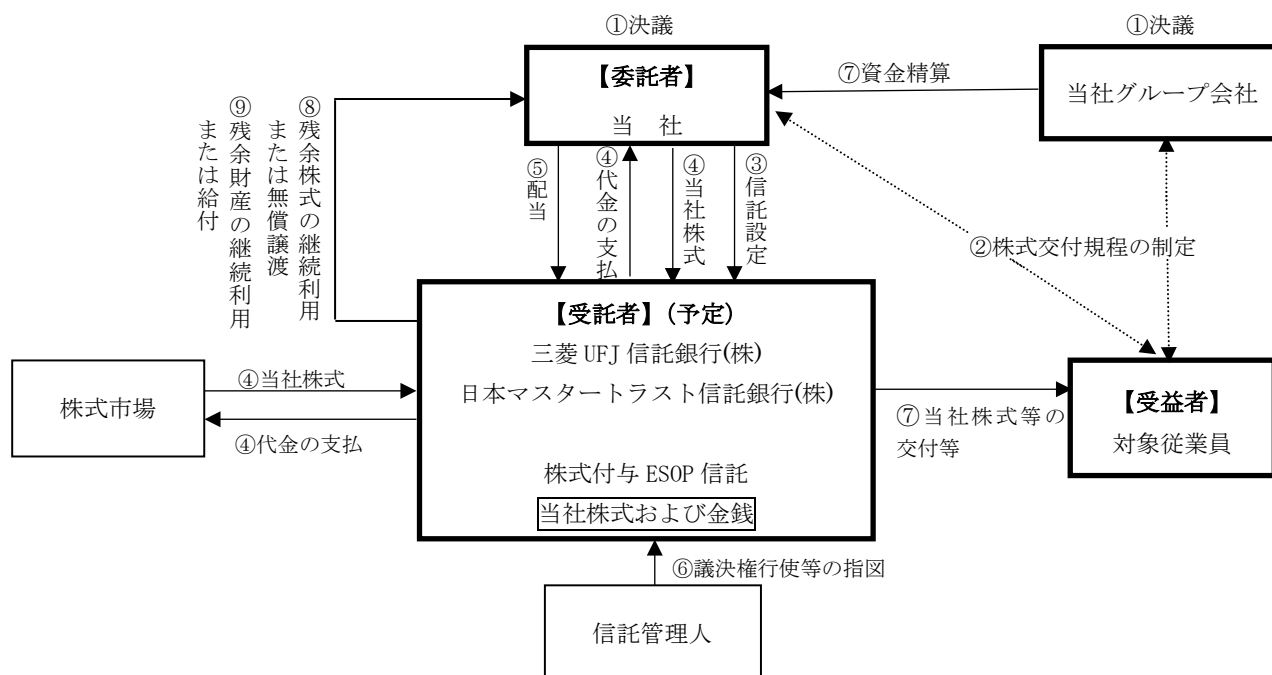 ①決議
①決議
【委託者】
当　社
⑦資金精算
当社グループ会社
⑨残余財産の継続利用
または給付
⑧残余株式の継続利用
または無償譲渡
⑤配当
④代金の支払
④当社株式
③信託設定
②株式交付規程の制定
【受託者】(予定)
三菱 UFJ 信託銀行(株)
日本マスタートラスト信託銀行(株)
株式付与 ESOP 信託
当社株式および金銭
株式市場
④当社株式
④代金の支払
⑦当社株式等の
交付等
【受益者】
対象従業員
⑥議決権行使等の指図
信託管理人